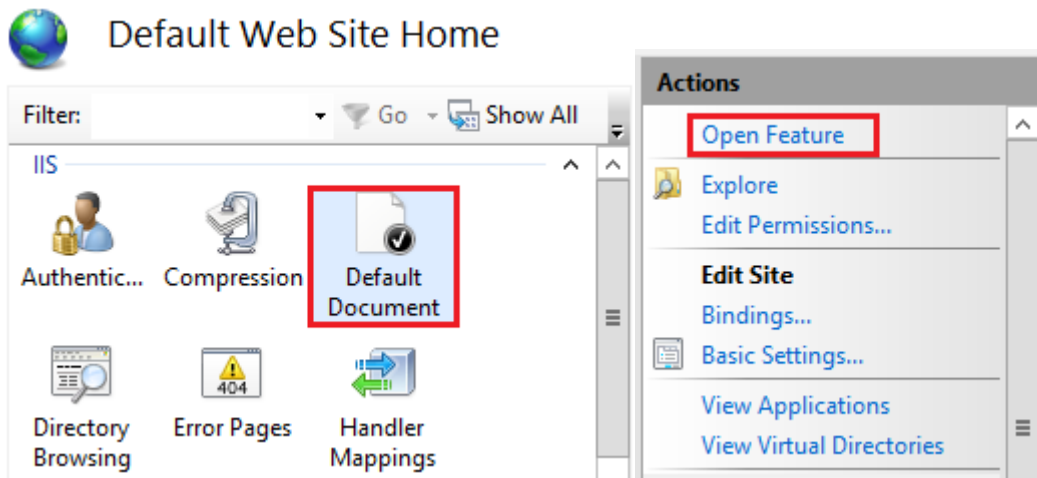 Default Web Site Home
Filter:
Go
Show All
IIS
Authentic...
Compression
Default
Document
Directory
Browsing
404
Error Pages
Handler
Mappings
Actions
Open Feature
Explore
Edit Permissions...
Edit Site
Bindings...
Basic Settings...
View Applications
View Virtual Directories